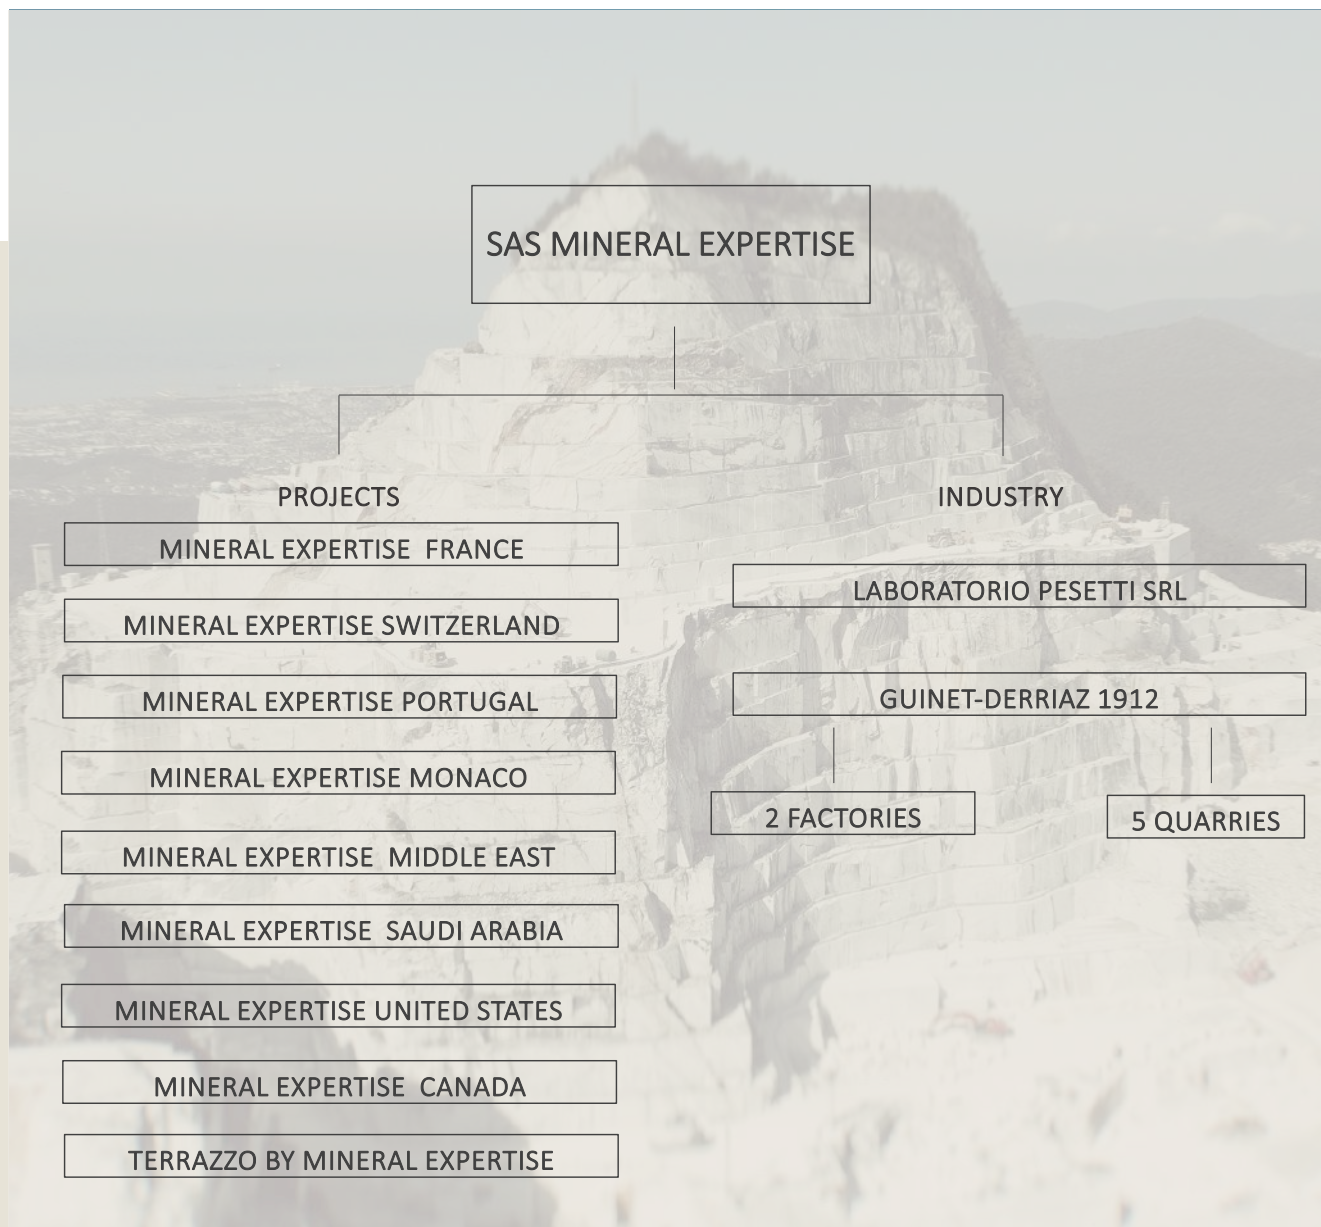 SAS MINERAL EXPERTISE
PROJECTS
MINERAL EXPERTISE FRANCE
MINERAL EXPERTISE SWITZERLAND
MINERAL EXPERTISE PORTUGAL
MINERAL EXPERTISE MONACO
MINERAL EXPERTISE MIDDLE EAST
MINERAL EXPERTISE SAUDI ARABIA
MINERAL EXPERTISE UNITED STATES
MINERAL EXPERTISE CANADA
TERRAZZO BY MINERAL EXPERTISE
INDUSTRY
LABORATORIO PESETTI SRL
GUINET-DERRIAZ 1912
2 FACTORIES
5 QUARRIES